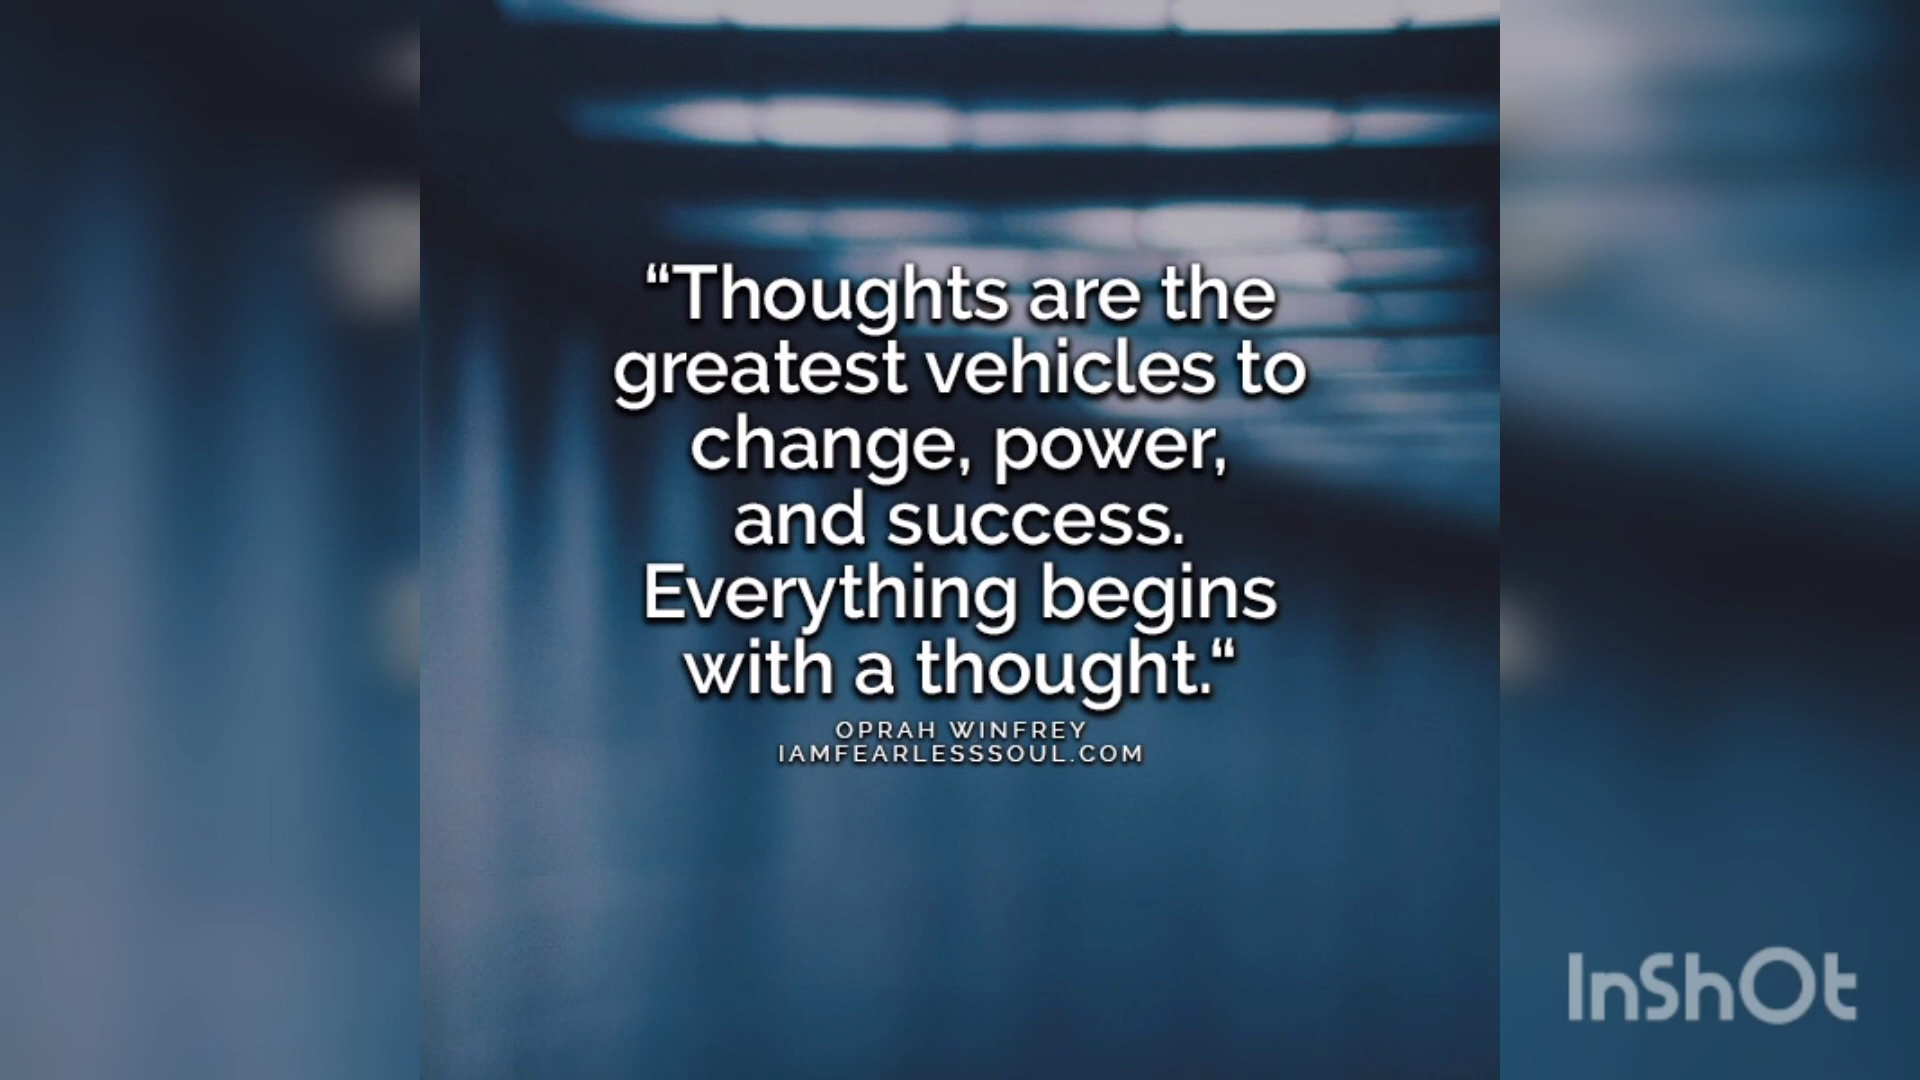 “Thoughts are the
greatest vehicles to
change, power,
and success.
Everything begins
with a thought.“
OPRAH WINFREY
IAMFEARLESSSOUL.COM
InShOt